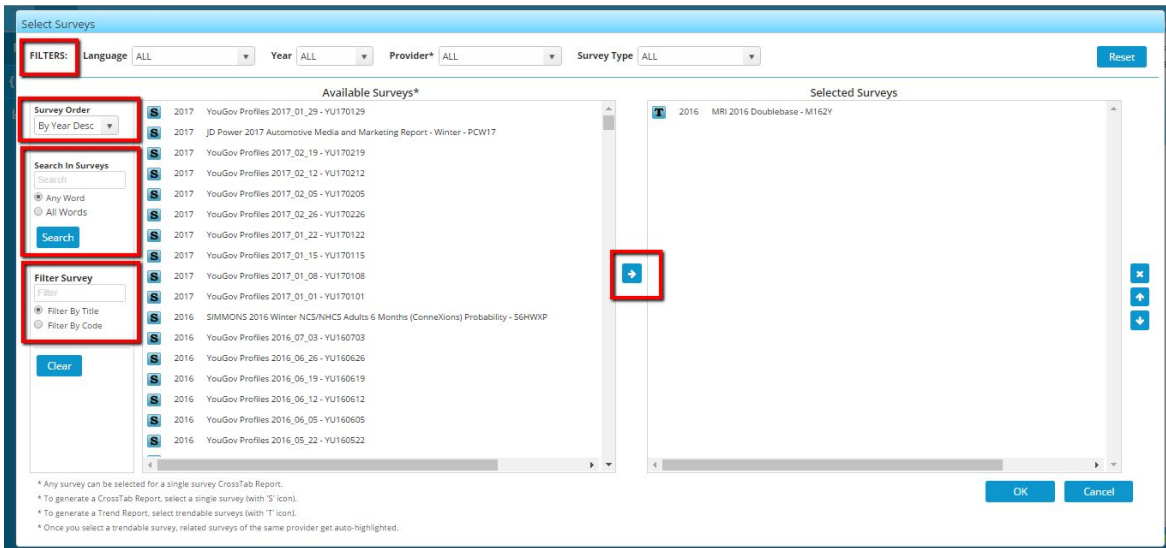 Select Surveys
FILTERS: Language ALL Year ALL Provider* ALL Survey Type ALL Reset
Available Surveys*
Selected Surveys
Survey Order
By Year Desc
Search In Surveys
Search
Any Word
All Words
Search
Filter Survey
Filter
Filter By Title
Filter By Code
Clear
S 2017 YouGov Profiles 2017_01_29 - YU170129
S 2017 JD Power 2017 Automotive Media and Marketing Report - Winter - PCW17
S 2017 YouGov Profiles 2017_02_19 - YU170219
S 2017 YouGov Profiles 2017_02_12 - YU170212
S 2017 YouGov Profiles 2017_02_05 - YU170205
S 2017 YouGov Profiles 2017_02_26 - YU170226
S 2017 YouGov Profiles 2017_01_22 - YU170122
S 2017 YouGov Profiles 2017_01_15 - YU170115
S 2017 YouGov Profiles 2017_01_08 - YU170108
S 2017 YouGov Profiles 2017_01_01 - YU170101
S 2016 SIMMONS 2016 Winter NCS/NHCS Adults 6 Months (ConneXions) Probability - S6HWXP
S 2016 YouGov Profiles 2016_07_03 - YU160703
S 2016 YouGov Profiles 2016_06_26 - YU160626
S 2016 YouGov Profiles 2016_06_19 - YU160619
S 2016 YouGov Profiles 2016_06_12 - YU160612
S 2016 YouGov Profiles 2016_06_05 - YU160605
S 2016 YouGov Profiles 2016_05_22 - YU160522
T 2016 MRI 2016 Doublebase - M162Y
* Any survey can be selected for a single survey CrossTab Report.
* To generate a CrossTab Report, select a single survey (with 'S' icon).
* To generate a Trend Report, select trendable surveys (with 'T' icon).
* Once you select a trendable survey, related surveys of the same provider get auto-highlighted.
OK Cancel